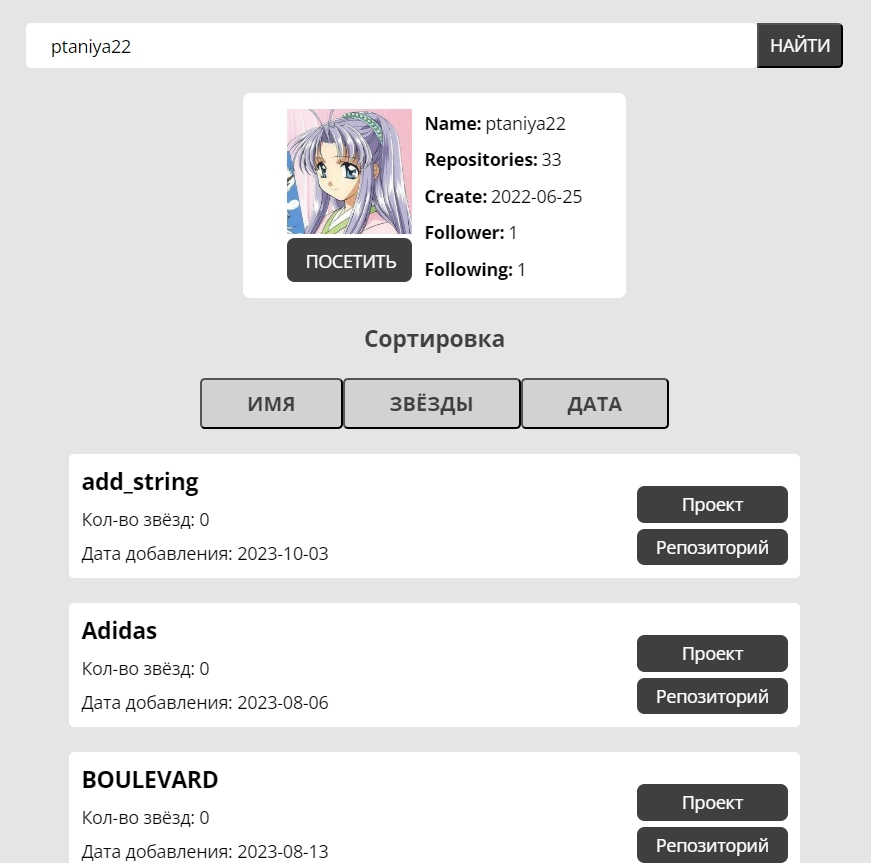 ptaniya22
НАЙТИ
Name: ptaniya22
Repositories: 33
Create: 2022-06-25
Follower: 1
Following: 1
ПОСЕТИТЬ
Сортировка
ИМЯ
ЗВЁЗДЫ
ДАТА
add_string
Кол-во звёзд: 0
Дата добавления: 2023-10-03
Проект
Репозиторий
Adidas
Кол-во звёзд: 0
Дата добавления: 2023-08-06
Проект
Репозиторий
BOULEVARD
Кол-во звёзд: 0
Дата добавления: 2023-08-13
Проект
Репозиторий